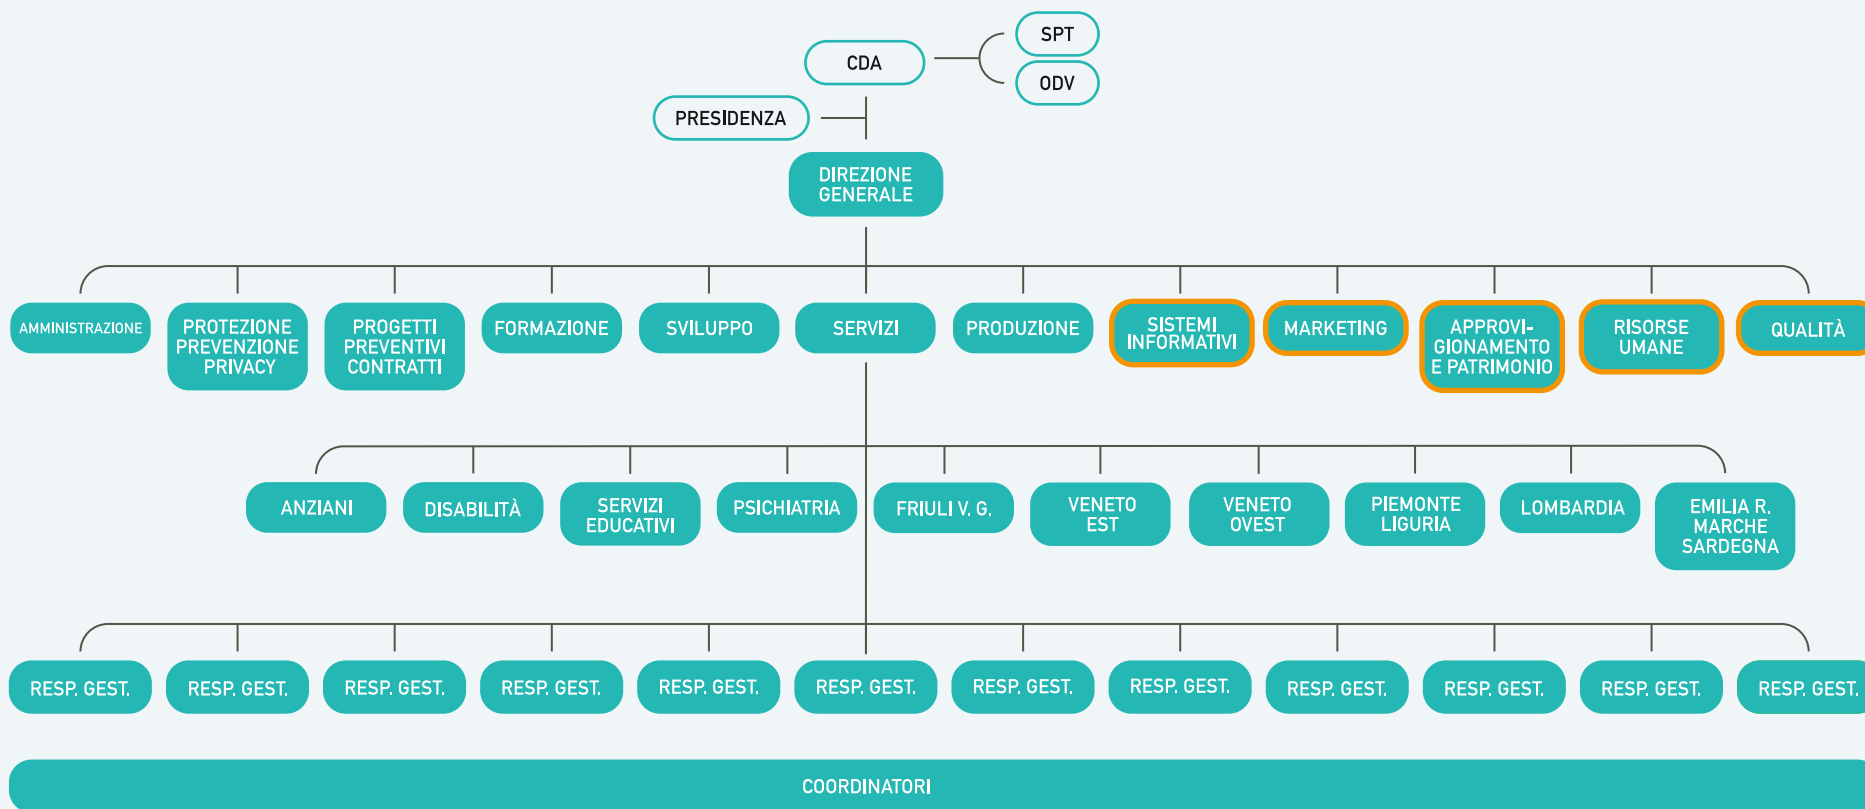 SPT
CDA
ODV
PRESIDENZA
DIREZIONE
GENERALE
AMMINISTRAZIONE
PROTEZIONE
PREVENZIONE
PRIVACY
PROGETTI
PREVENTIVI
CONTRATTI
FORMAZIONE
SVILUPPO
SERVIZI
PRODUZIONE
SISTEMI
INFORMATIVI
MARKETING
APPROVI-
GIONAMENTO
E PATRIMONIO
RISORSE
UMANE
QUALITÀ
ANZIANI
DISABILITÀ
SERVIZI
EDUCATIVI
PSICHIATRIA
FRIULI V. G.
VENETO
EST
VENETO
OVEST
PIEMONTE
LIGURIA
LOMBARDIA
EMILIA R.
MARCHE
SARDEGNA
RESP. GEST.
RESP. GEST.
RESP. GEST.
RESP. GEST.
RESP. GEST.
RESP. GEST.
RESP. GEST.
RESP. GEST.
RESP. GEST.
RESP. GEST.
RESP. GEST.
RESP. GEST.
COORDINATORI